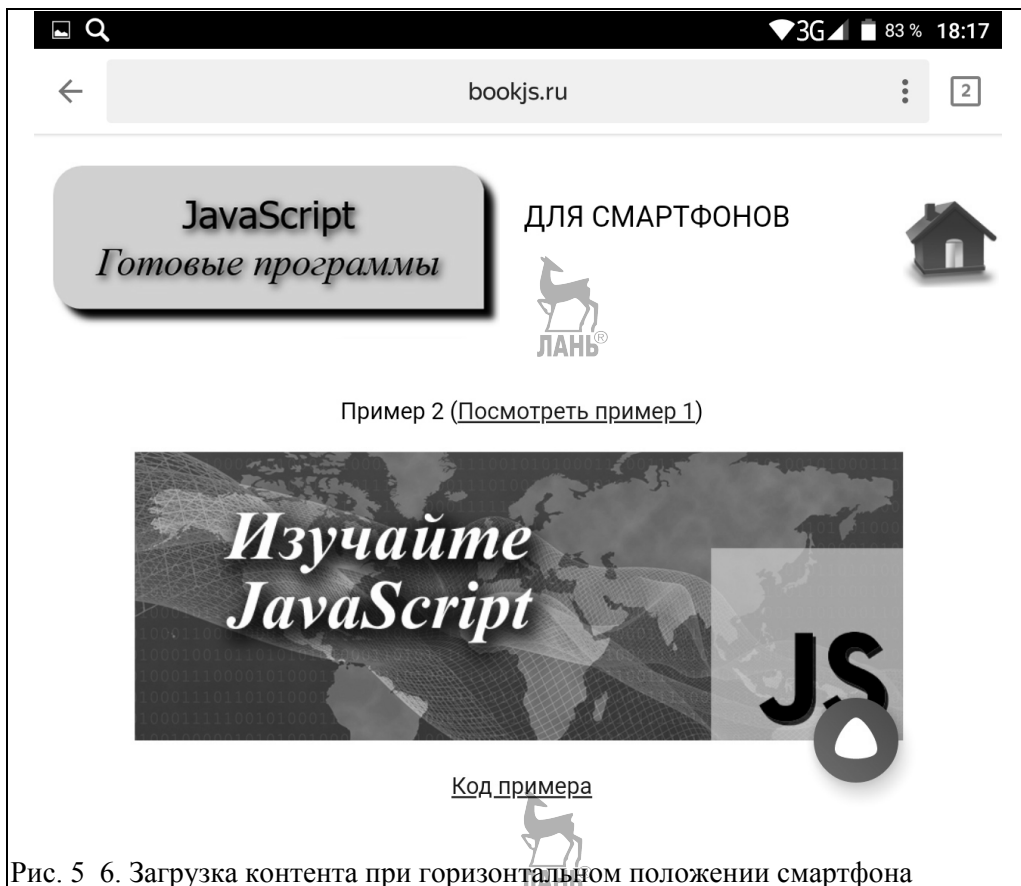 3G 83 % 18:17
bookjs.ru
2
JavaScript
Готовые программы
ДЛЯ СМАРТФОНОВ
ЛАНЬ®
Пример 2 (Посмотреть пример 1)
Изучайте
JavaScript
JS
Код примера
Рис. 5 6. Загрузка контента при горизонтальном положении смартфона